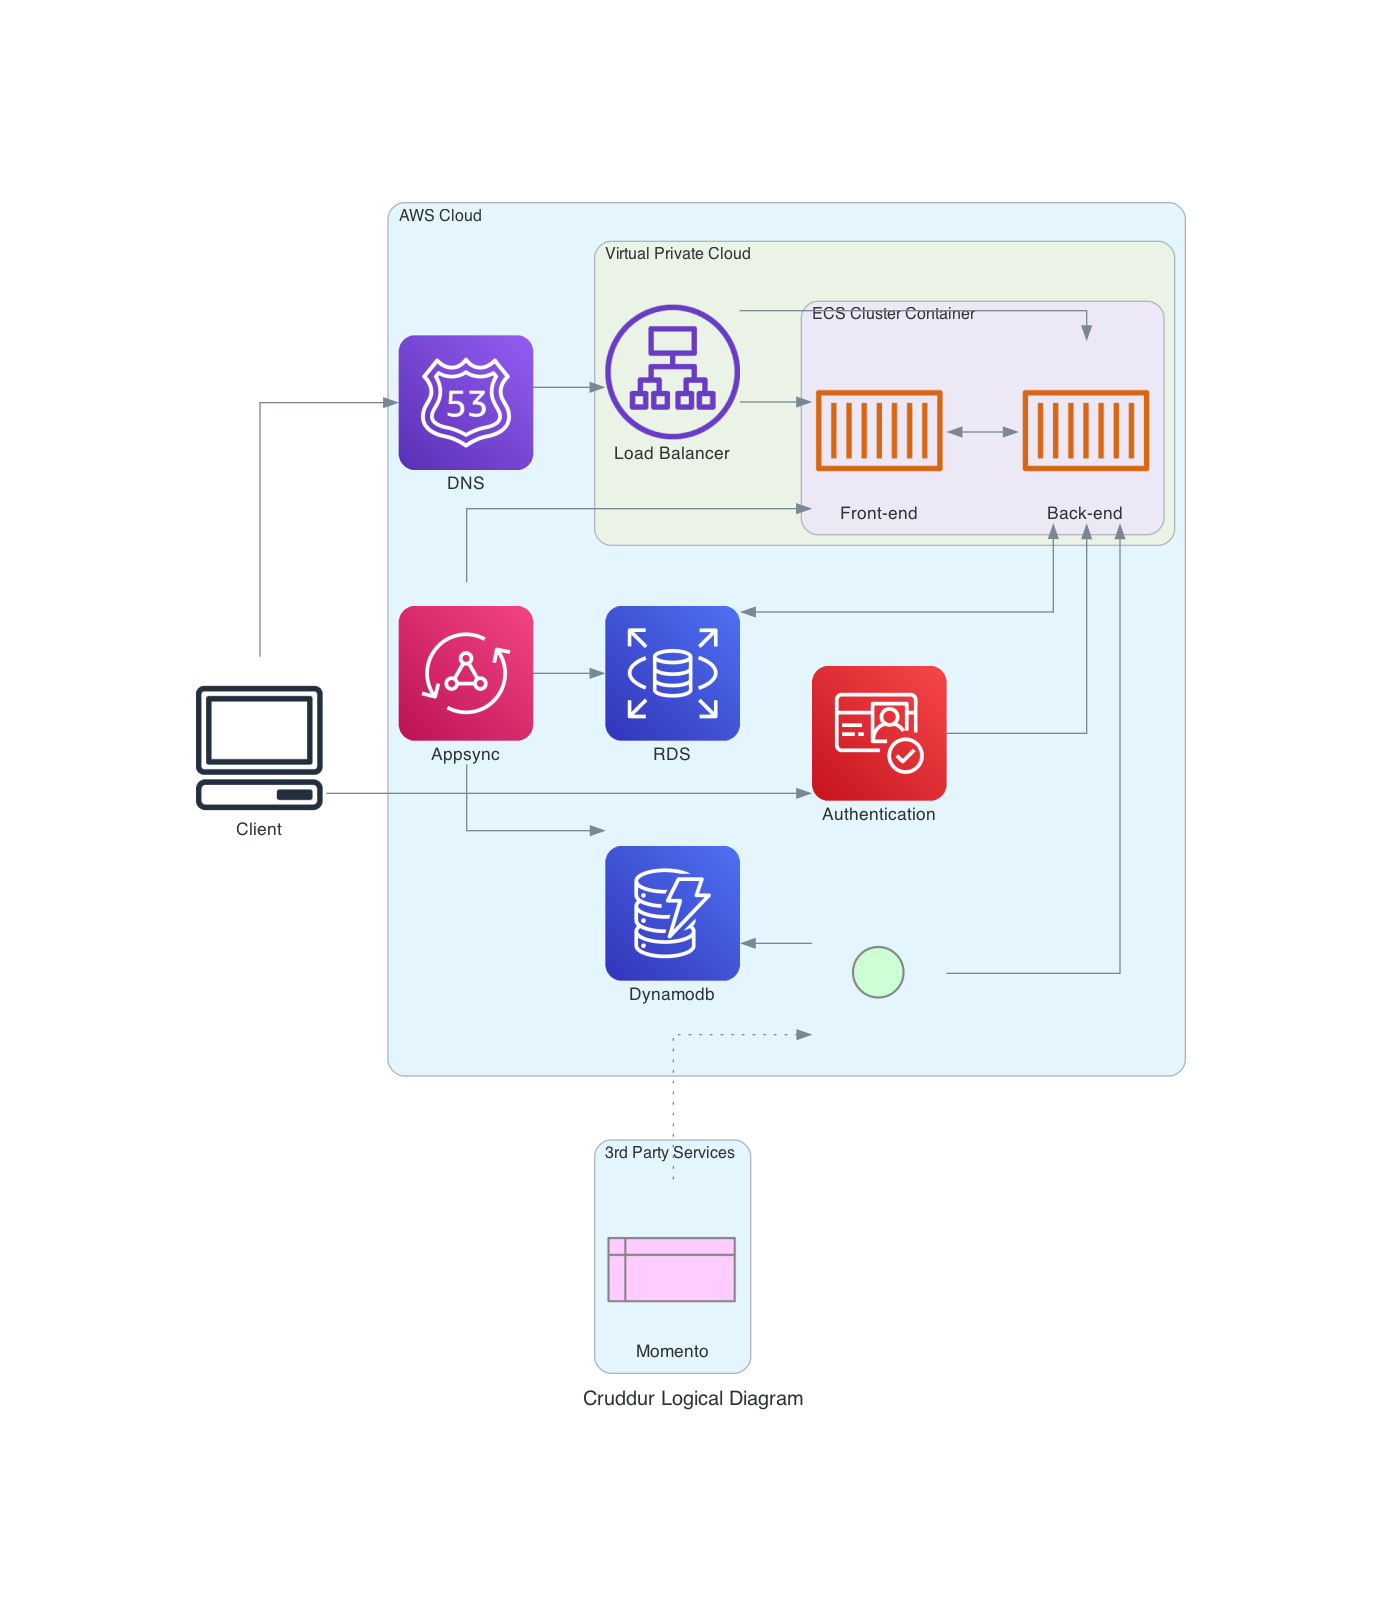 AWS Cloud
Virtual Private Cloud
ECS Cluster Container
53
Load Balancer
DNS
Front-end
Back-end
Appsync
RDS
Authentication
Client
Dynamodb
3rd Party Services
Momento
Cruddur Logical Diagram